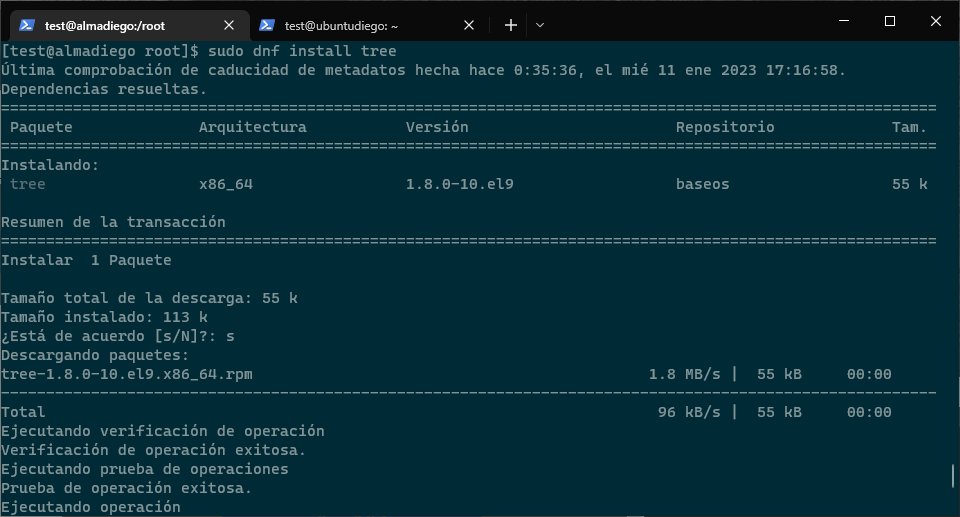 test@almadiego:/root
test@ubuntudiego: ~
[test@almadiego root]$ sudo dnf install tree
Última comprobación de caducidad de metadatos hecha hace 0:35:36, el mié 11 ene 2023 17:16:58.
Dependencias resueltas.
========================================================================================================
Paquete Arquitectura Versión Repositorio Tam.
========================================================================================================
Instalando:
tree x86_64 1.8.0-10.el9 baseos 55 k
Resumen de la transacción
========================================================================================================
Instalar  1 Paquete
Tamaño total de la descarga: 55 k
Tamaño instalado: 113 k
¿Está de acuerdo [s/N]?: s
Descargando paquetes:
tree-1.8.0-10.el9.x86_64.rpm 1.8 MB/s |  55 kB     00:00
--------------------------------------------------------------------------------------------------------
Total 96 kB/s |  55 kB     00:00
Ejecutando verificación de operación
Verificación de operación exitosa.
Ejecutando prueba de operaciones
Prueba de operación exitosa.
Ejecutando operación